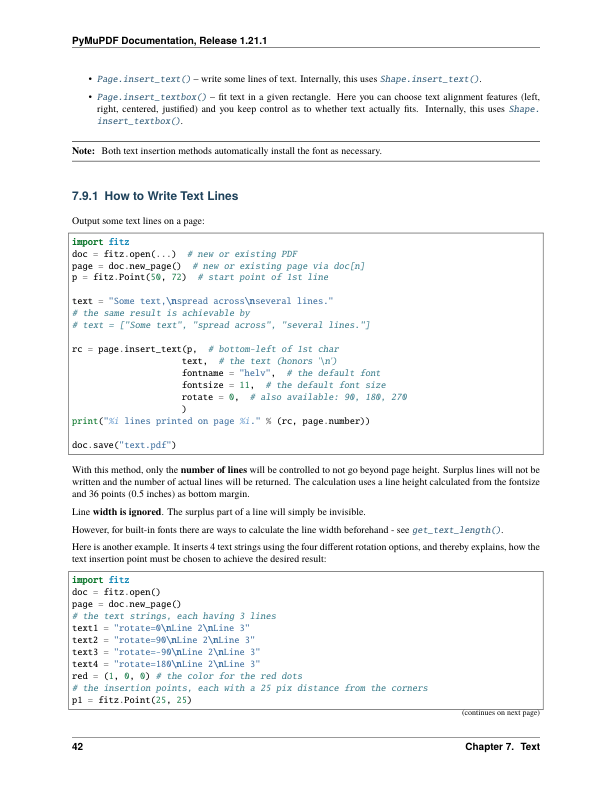 PyMuPDF Documentation, Release 1.21.1
• Page.insert_text() – write some lines of text. Internally, this uses Shape.insert_text().
• Page.insert_textbox() – fit text in a given rectangle. Here you can choose text alignment features (left,
right, centered, justified) and you keep control as to whether text actually fits. Internally, this uses Shape.
insert_textbox().
Note: Both text insertion methods automatically install the font as necessary.
7.9.1 How to Write Text Lines
Output some text lines on a page:
import fitz
doc = fitz.open(...)  # new or existing PDF
page = doc.new_page()  # new or existing page via doc[n]
p = fitz.Point(50, 72)  # start point of 1st line
text = "Some text,\nspread across\nseveral lines."
# the same result is achievable by
# text = ["Some text", "spread across", "several lines."]
rc = page.insert_text(p,  # bottom-left of 1st char
                     text,  # the text (honors '\n')
                     fontname = "helv",  # the default font
                     fontsize = 11,  # the default font size
                     rotate = 0,  # also available: 90, 180, 270
                     )
print("%i lines printed on page %i." % (rc, page.number))
doc.save("text.pdf")
With this method, only the number of lines will be controlled to not go beyond page height. Surplus lines will not be
written and the number of actual lines will be returned. The calculation uses a line height calculated from the fontsize
and 36 points (0.5 inches) as bottom margin.
Line width is ignored. The surplus part of a line will simply be invisible.
However, for built-in fonts there are ways to calculate the line width beforehand - see get_text_length().
Here is another example. It inserts 4 text strings using the four different rotation options, and thereby explains, how the
text insertion point must be chosen to achieve the desired result:
import fitz
doc = fitz.open()
page = doc.new_page()
# the text strings, each having 3 lines
text1 = "rotate=0\nLine 2\nLine 3"
text2 = "rotate=90\nLine 2\nLine 3"
text3 = "rotate=-90\nLine 2\nLine 3"
text4 = "rotate=180\nLine 2\nLine 3"
red = (1, 0, 0) # the color for the red dots
# the insertion points, each with a 25 pix distance from the corners
p1 = fitz.Point(25, 25)
(continues on next page)
42 Chapter 7. Text